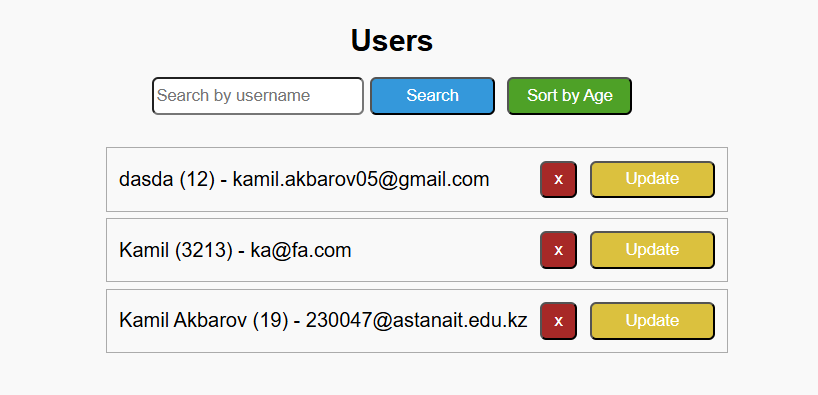 Users
Search by username Search Sort by Age
dasda (12) - kamil.akbarov05@gmail.com x Update
Kamil (3213) - ka@fa.com x Update
Kamil Akbarov (19) - 230047@astanait.edu.kz x Update